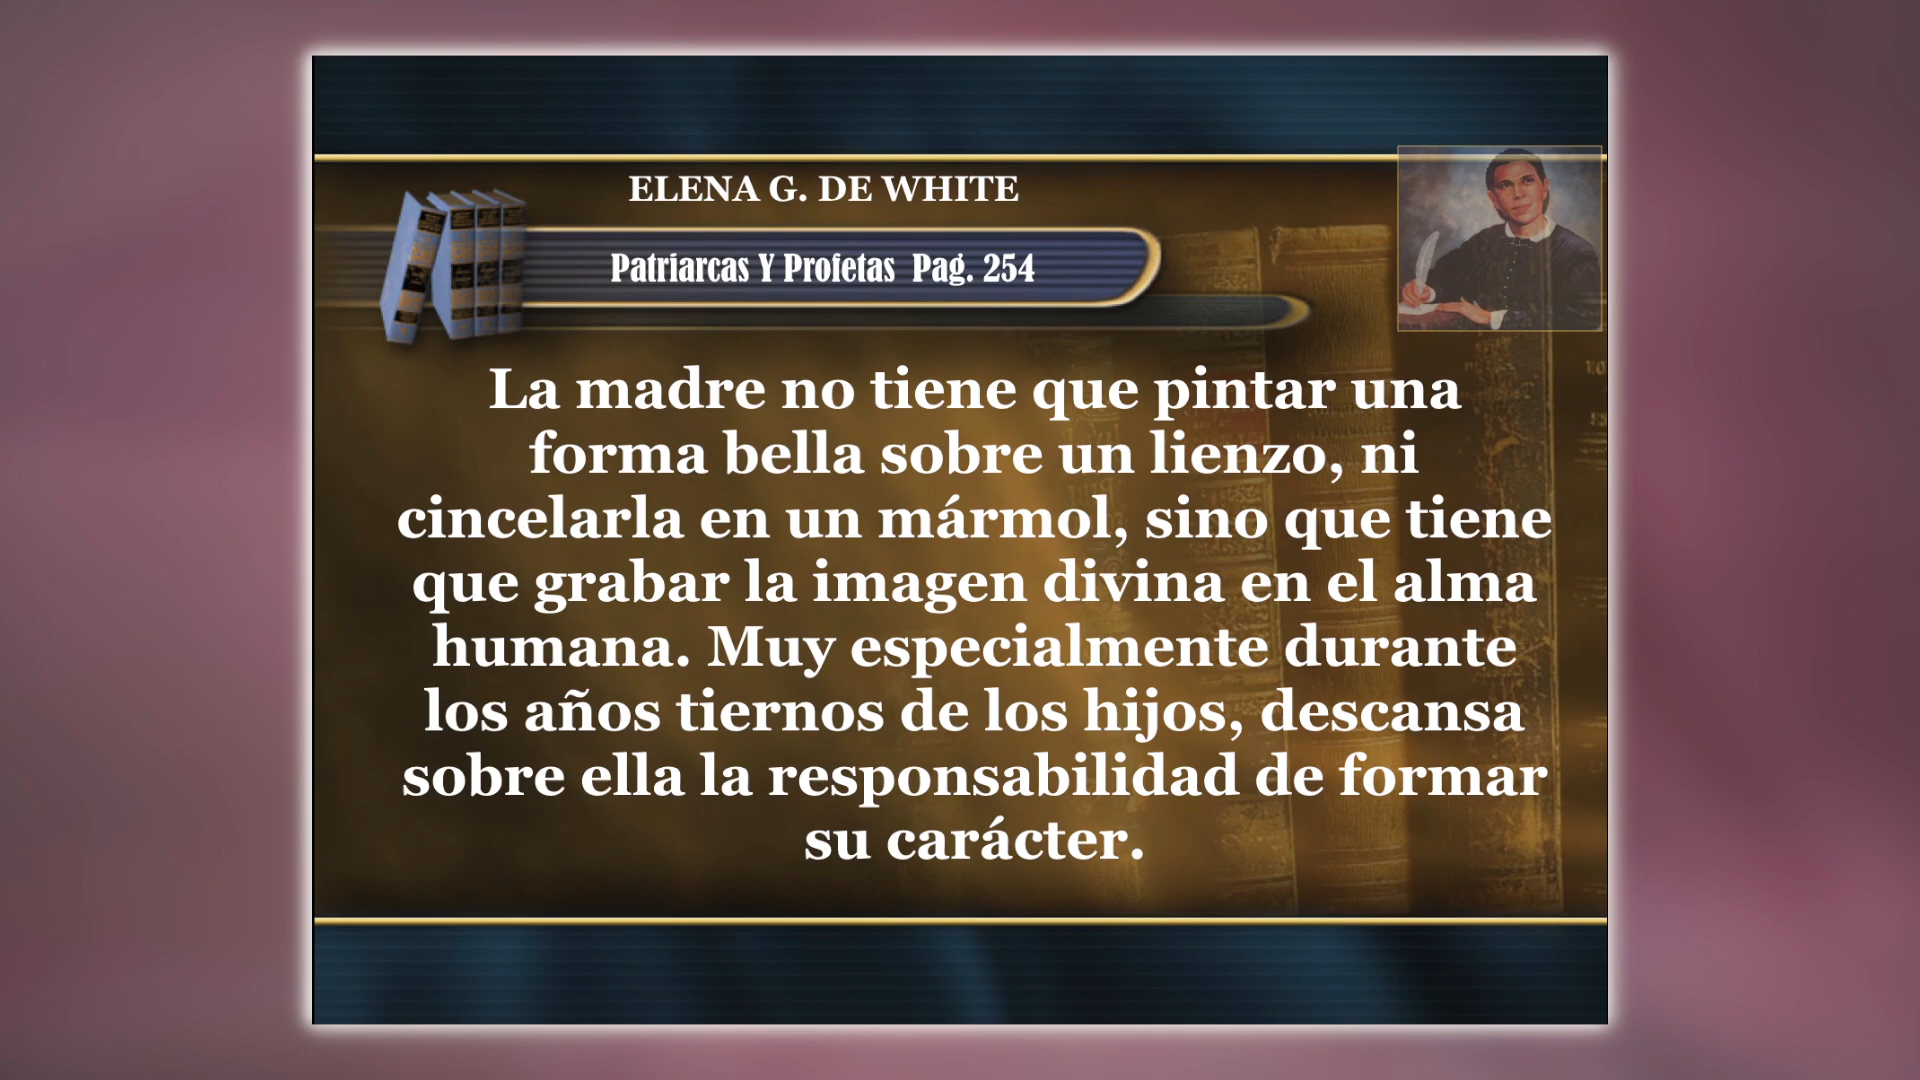 ELENA G. DE WHITE
Patriarcas Y Profetas Pag. 254
La madre no tiene que pintar una
forma bella sobre un lienzo, ni
cincelarla en un mármol, sino que tiene
que grabar la imagen divina en el alma
humana. Muy especialmente durante
los años tiernos de los hijos, descansa
sobre ella la responsabilidad de formar
su carácter.